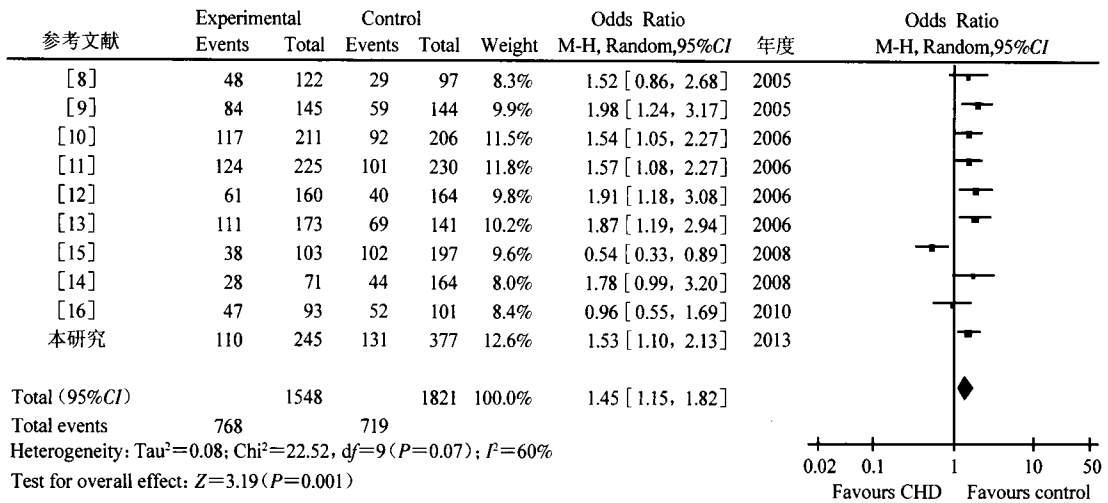 Experimental Control Odds Ratio Odds Ratio
参考文献 Events Total Events Total Weight M-H, Random,95%CI 年度 M-H, Random,95%CI
[8] 48 122 29 97 8.3% 1.52 [0.86, 2.68] 2005
[9] 84 145 59 144 9.9% 1.98 [1.24, 3.17] 2005
[10] 117 211 92 206 11.5% 1.54 [1.05, 2.27] 2006
[11] 124 225 101 230 11.8% 1.57 [1.08, 2.27] 2006
[12] 61 160 40 164 9.8% 1.91 [1.18, 3.08] 2006
[13] 111 173 69 141 10.2% 1.87 [1.19, 2.94] 2006
[15] 38 103 102 197 9.6% 0.54 [0.33, 0.89] 2008
[14] 28 71 44 164 8.0% 1.78 [0.99, 3.20] 2008
[16] 47 93 52 101 8.4% 0.96 [0.55, 1.69] 2010
本研究 110 245 131 377 12.6% 1.53 [1.10, 2.13] 2013
Total (95%CI) 1548 1821 100.0% 1.45 [1.15, 1.82]
Total events 768 719
Heterogeneity: Tau²=0.08; Chi²=22.52, df=9(P=0.07); I²=60%
Test for overall effect: Z=3.19(P=0.001)
0.02 0.1 1 10 50
Favours CHD Favours control